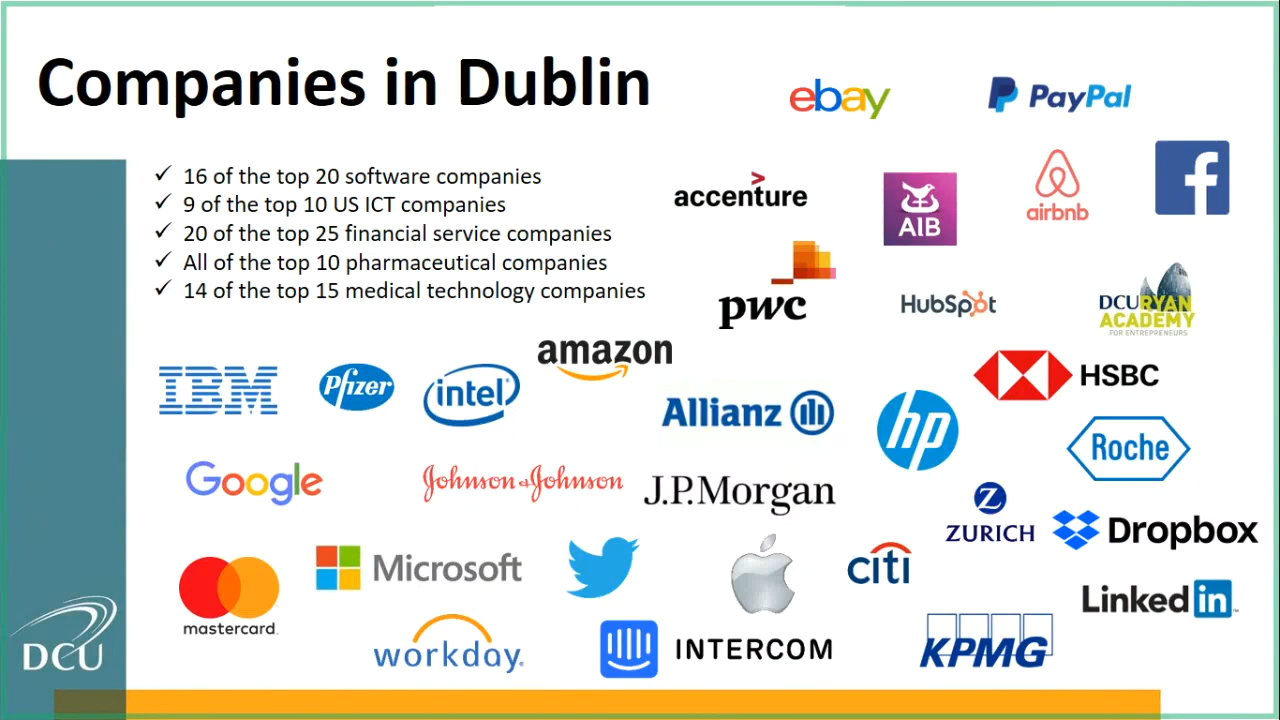 Companies in Dublin
✓ 16 of the top 20 software companies
✓ 9 of the top 10 US ICT companies
✓ 20 of the top 25 financial service companies
✓ All of the top 10 pharmaceutical companies
✓ 14 of the top 15 medical technology companies
ebay
PayPal
accenture
AIB
airbnb
f
pwc
HubSpot
DCU RYAN
ACADEMY
FOR ENTREPRENEURS
IBM
Pfizer
intel
amazon
Allianz
hp
HSBC
Roche
Google
Johnson & Johnson
J.P.Morgan
Z
ZURICH
Dropbox
mastercard
Microsoft
citi
LinkedIn
workday
INTERCOM
KPMG
DCU